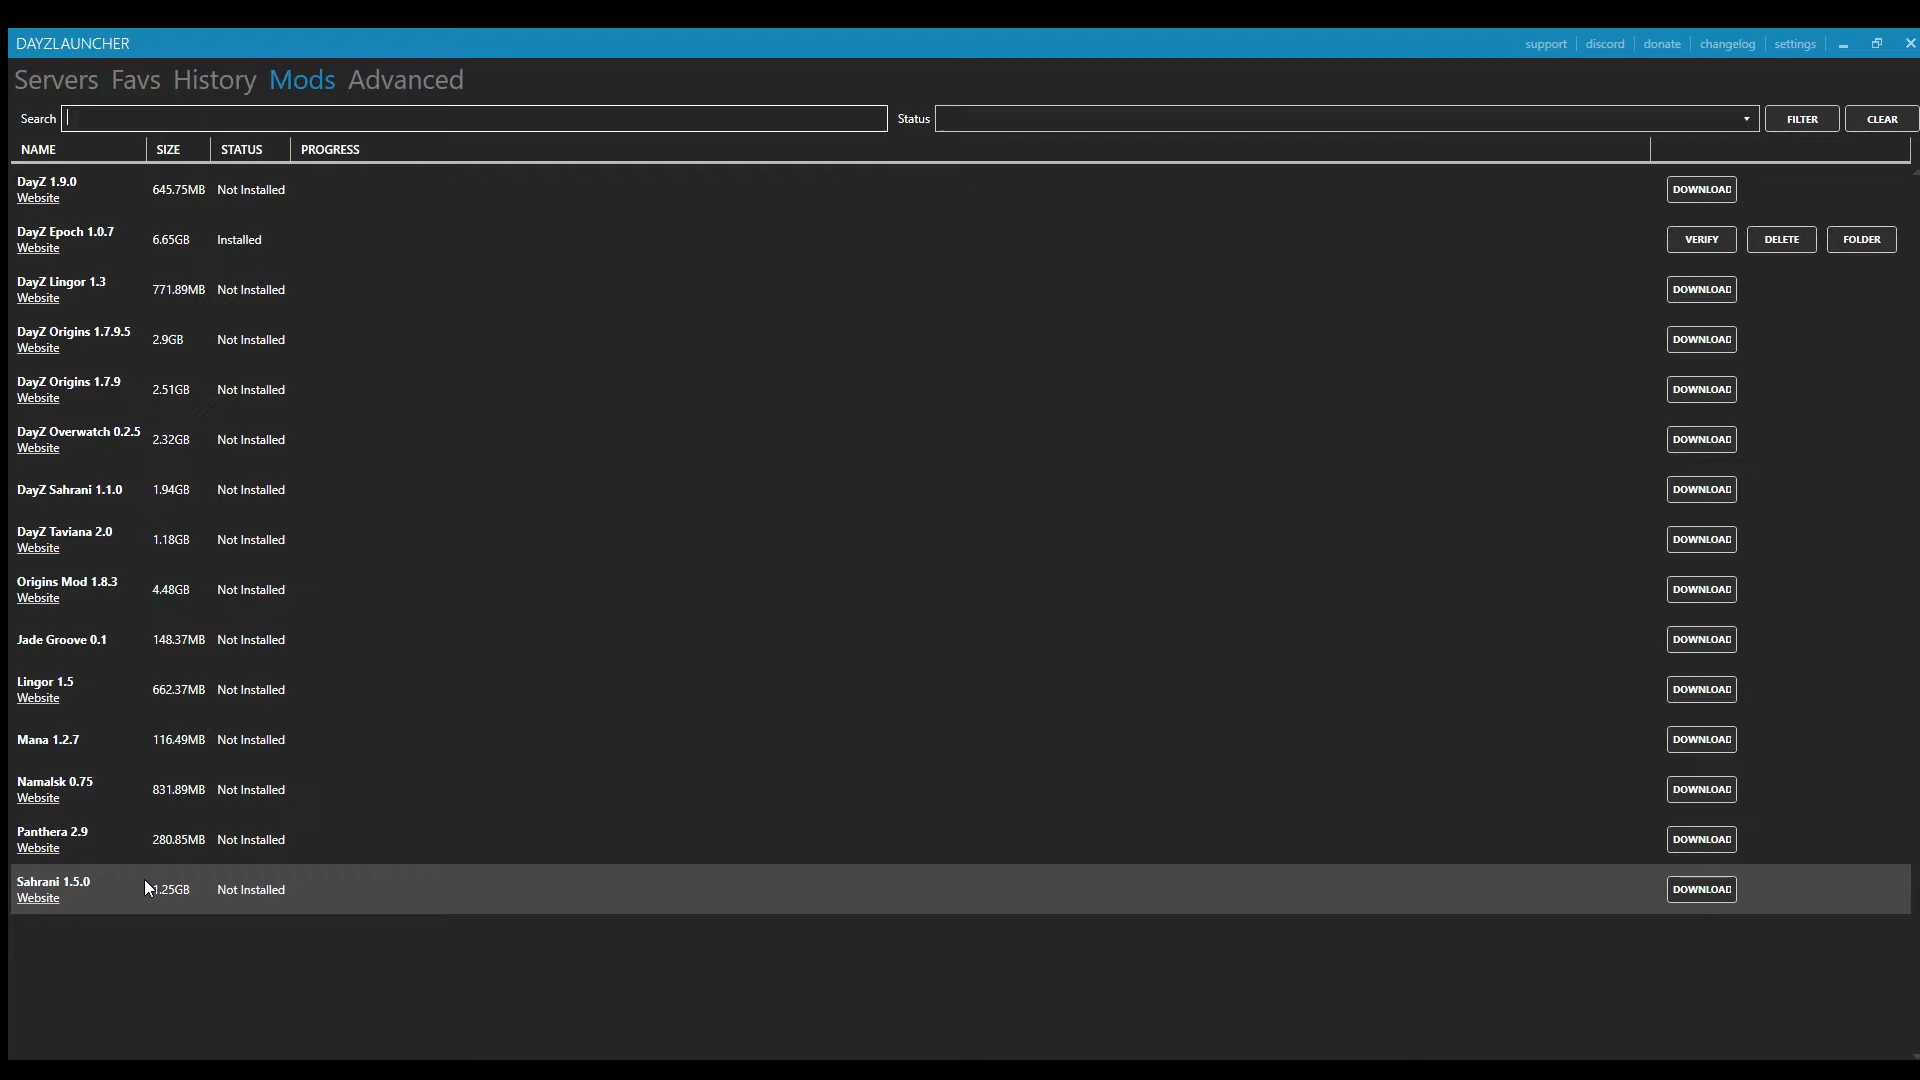 DAYZLAUNCHER support discord donate changelog settings
Servers Favs History Mods Advanced
Search Status FILTER CLEAR
NAME SIZE STATUS PROGRESS
DayZ 1.9.0
Website
645.75MB Not Installed DOWNLOAD
DayZ Epoch 1.0.7
Website
6.65GB Installed VERIFY DELETE FOLDER
DayZ Lingor 1.3
Website
771.89MB Not Installed DOWNLOAD
DayZ Origins 1.7.9.5
Website
2.9GB Not Installed DOWNLOAD
DayZ Origins 1.7.9
Website
2.51GB Not Installed DOWNLOAD
DayZ Overwatch 0.2.5
Website
2.32GB Not Installed DOWNLOAD
DayZ Sahrani 1.1.0 1.94GB Not Installed DOWNLOAD
DayZ Taviana 2.0
Website
1.18GB Not Installed DOWNLOAD
Origins Mod 1.8.3
Website
4.48GB Not Installed DOWNLOAD
Jade Groove 0.1 148.37MB Not Installed DOWNLOAD
Lingor 1.5
Website
662.37MB Not Installed DOWNLOAD
Mana 1.2.7 116.49MB Not Installed DOWNLOAD
Namalsk 0.75
Website
831.89MB Not Installed DOWNLOAD
Panthera 2.9
Website
280.85MB Not Installed DOWNLOAD
Sahrani 1.5.0
Website
1.25GB Not Installed DOWNLOAD